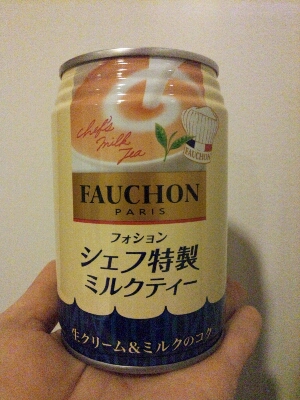 chef's
milk
Tea
FAUCHON
FAUCHON
PARIS
フォション
シェフ特製
ミルクティー
生クリーム&ミルクのコク